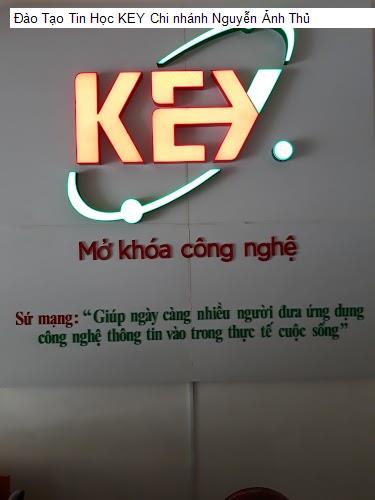 Đào Tạo Tin Học KEY Chi nhánh Nguyễn Ảnh Thủ
KEY
Mở khóa công nghệ
Sứ mạng: “Giúp ngày càng nhiều người đưa ứng dụng
công nghệ thông tin vào trong thực tế cuộc sống”